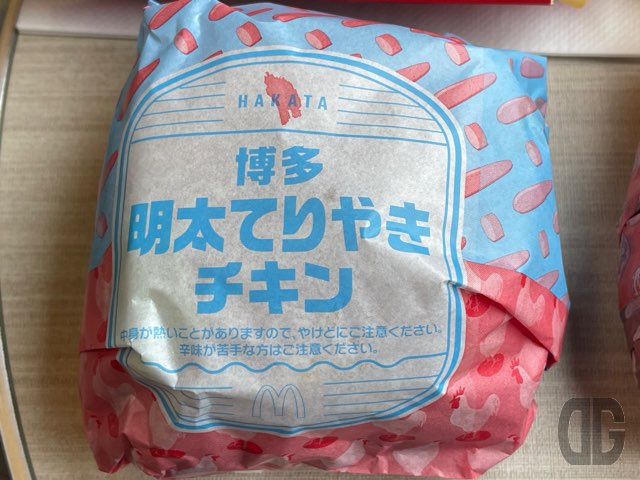 HAKATA
博多
明太てりやき
チキン
中身が熱いことがありますので、やけどにご注意ください。
辛味が苦手な方はご注意ください。
DG